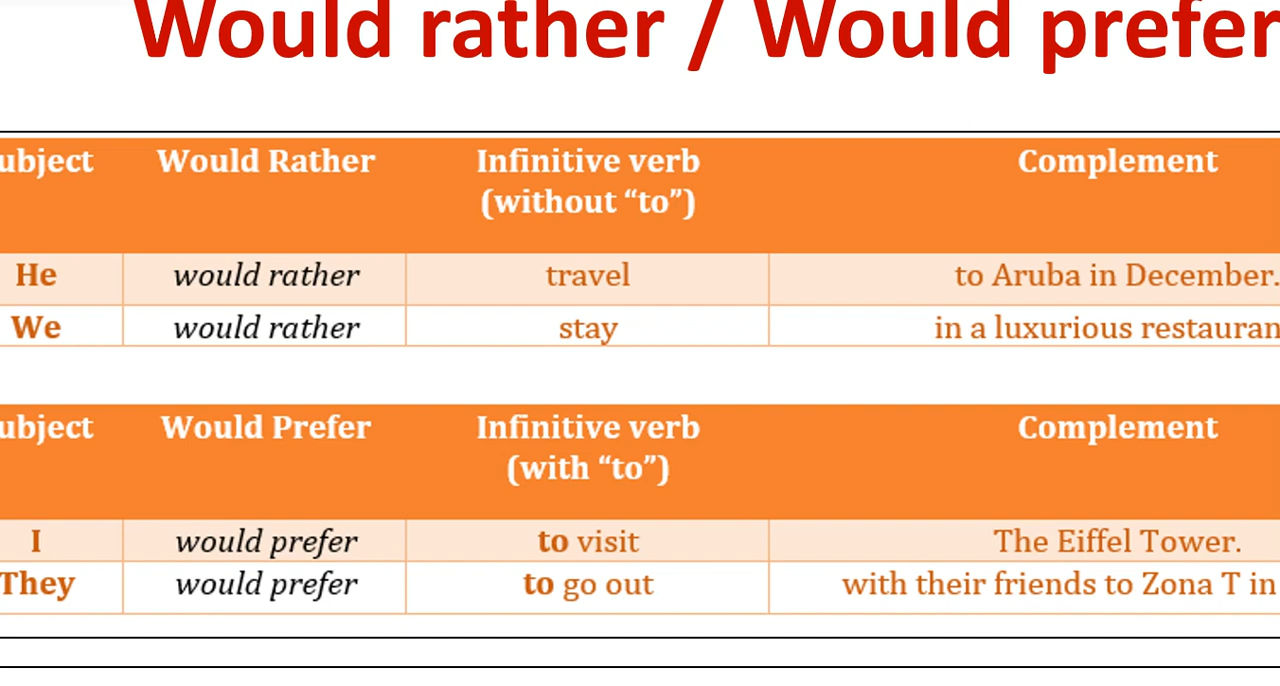 Would rather / Would prefer
ubject Would Rather Infinitive verb Complement
(without “to”)
He would rather travel to Aruba in December.
We would rather stay in a luxurious restauran
ubject Would Prefer Infinitive verb Complement
(with “to”)
I would prefer to visit The Eiffel Tower.
They would prefer to go out with their friends to Zona T in